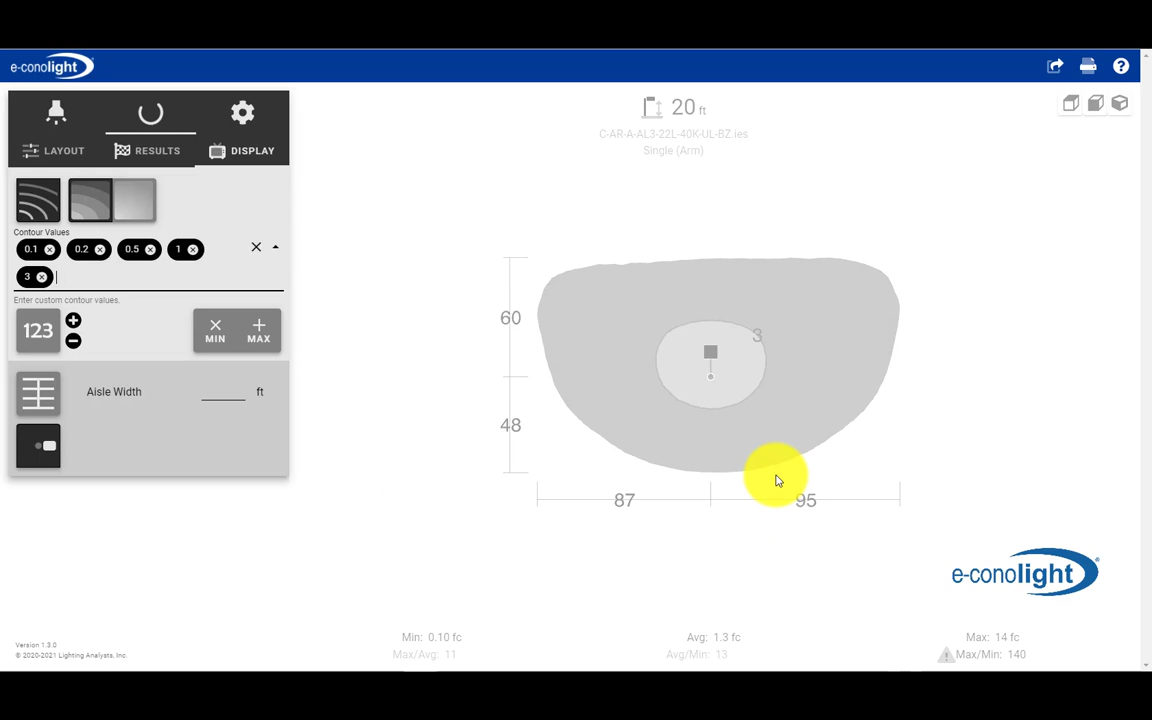 e-conolight®
LAYOUT
RESULTS
DISPLAY
Contour Values
0.1
0.2
0.5
1
3
Enter custom contour values.
123
MIN
MAX
Aisle Width
ft
20 ft
C-AR-A-AL3-22L-40K-UL-BZ.ies
Single (Arm)
3
60
48
87
95
e-conolight®
Min: 0.10 fc
Avg: 1.3 fc
Max: 14 fc
Max/Avg: 11
Avg/Min: 13
Max/Min: 140
Version 1.3.0
© 2020-2021 Lighting Analysts, Inc.